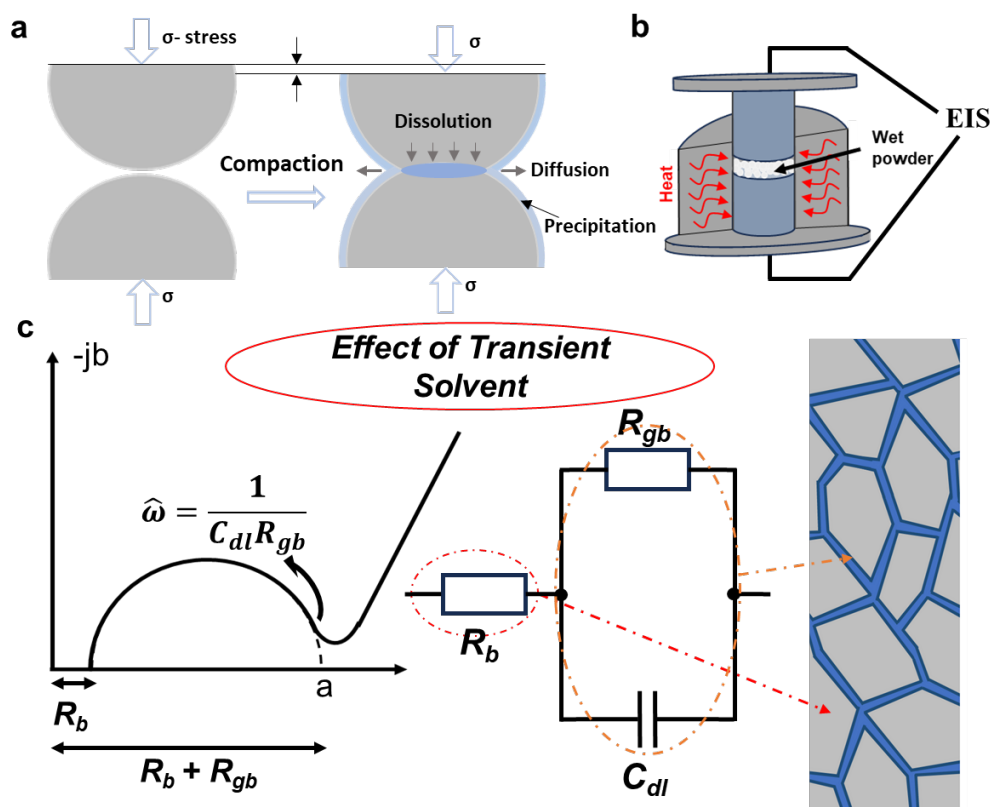 a
σ- stress
σ
Dissolution
Compaction
Diffusion
Precipitation
σ
σ
b
EIS
Wet
powder
Heat
c
Effect of Transient
Solvent
-jb
ω̂ = 1 / C_dl R_gb
a
R_b
R_b + R_gb
R_gb
R_b
C_dl